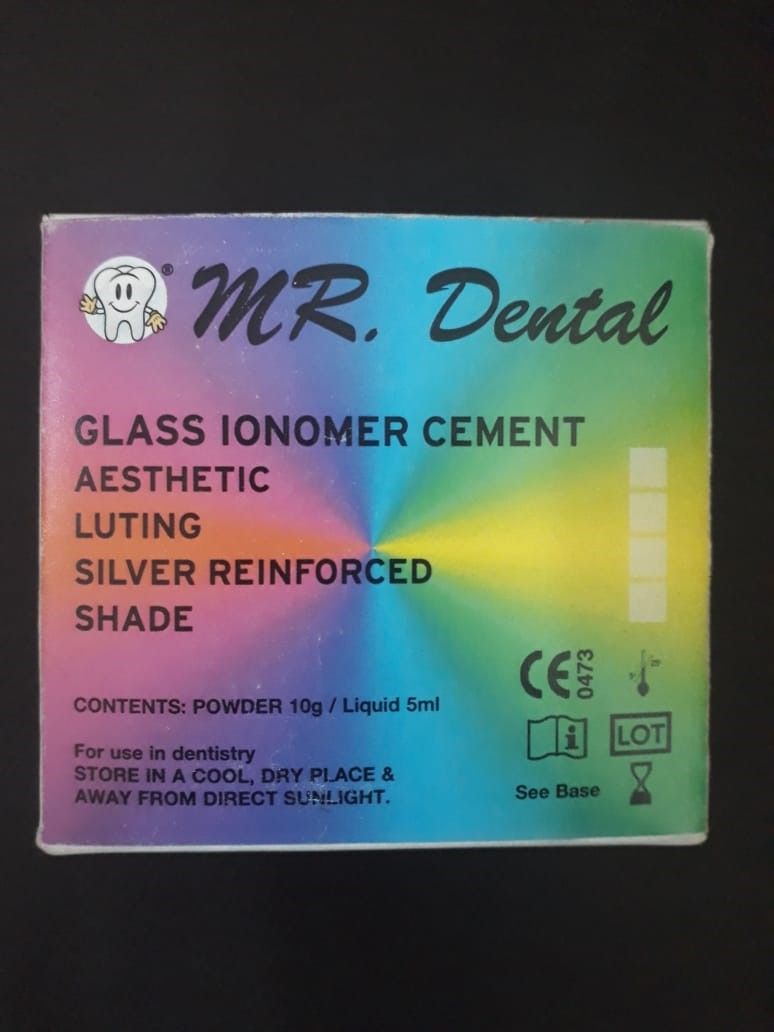 ® MR. Dental
GLASS IONOMER CEMENT
AESTHETIC
LUTING
SILVER REINFORCED
SHADE
CE 0473
CONTENTS: POWDER 10g / Liquid 5ml
LOT
For use in dentistry
STORE IN A COOL, DRY PLACE &
AWAY FROM DIRECT SUNLIGHT.
See Base